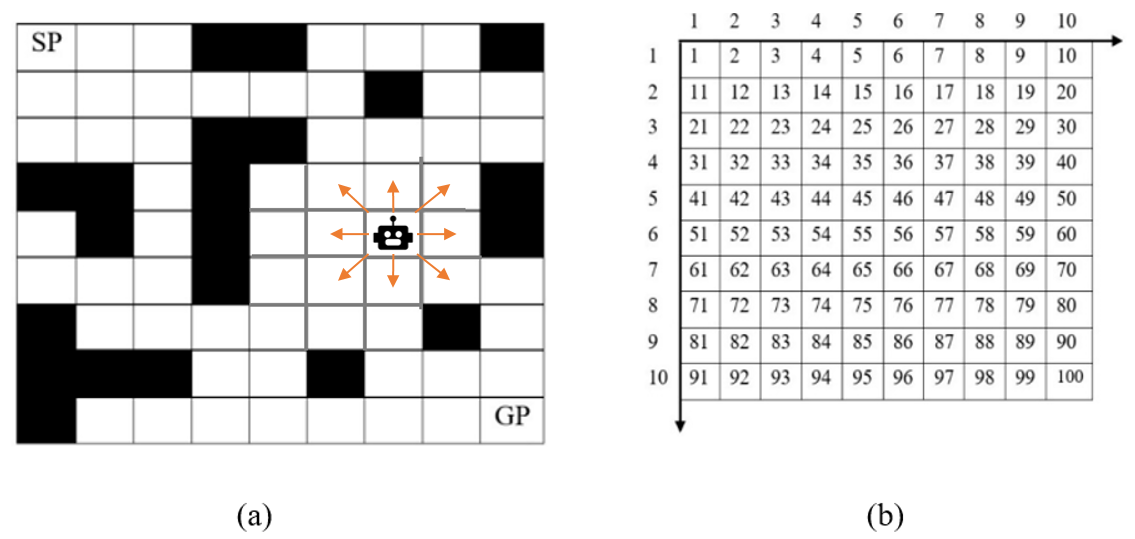 SP
GP
(a)
1 2 3 4 5 6 7 8 9 10
1 1 2 3 4 5 6 7 8 9 10
2 11 12 13 14 15 16 17 18 19 20
3 21 22 23 24 25 26 27 28 29 30
4 31 32 33 34 35 36 37 38 39 40
5 41 42 43 44 45 46 47 48 49 50
6 51 52 53 54 55 56 57 58 59 60
7 61 62 63 64 65 66 67 68 69 70
8 71 72 73 74 75 76 77 78 79 80
9 81 82 83 84 85 86 87 88 89 90
10 91 92 93 94 95 96 97 98 99 100
(b)